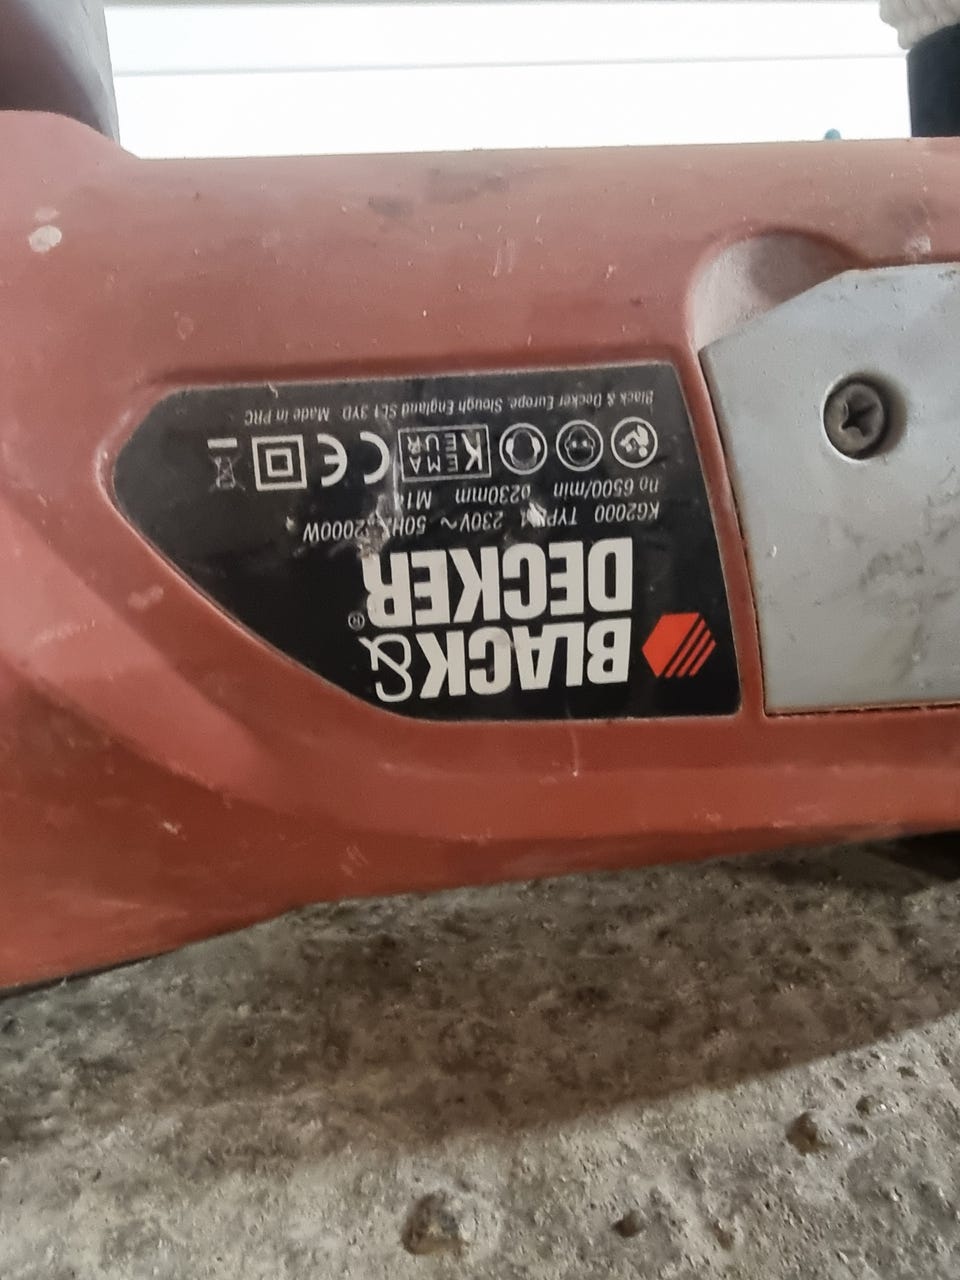 BLACK&
DECKER®
KG2000 TYPE 1 230V~ 50Hz 2000W
no 6500/min ø230mm M14
KEMA
KEUR
CE
Black & Decker Europe, Slough England SL1 3YD Made in PRC